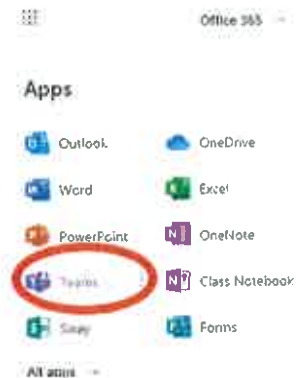 Office 365
Apps
Outlook OneDrive
Word Excel
PowerPoint OneNote
Teams Class Notebook
Sway Forms
All apps